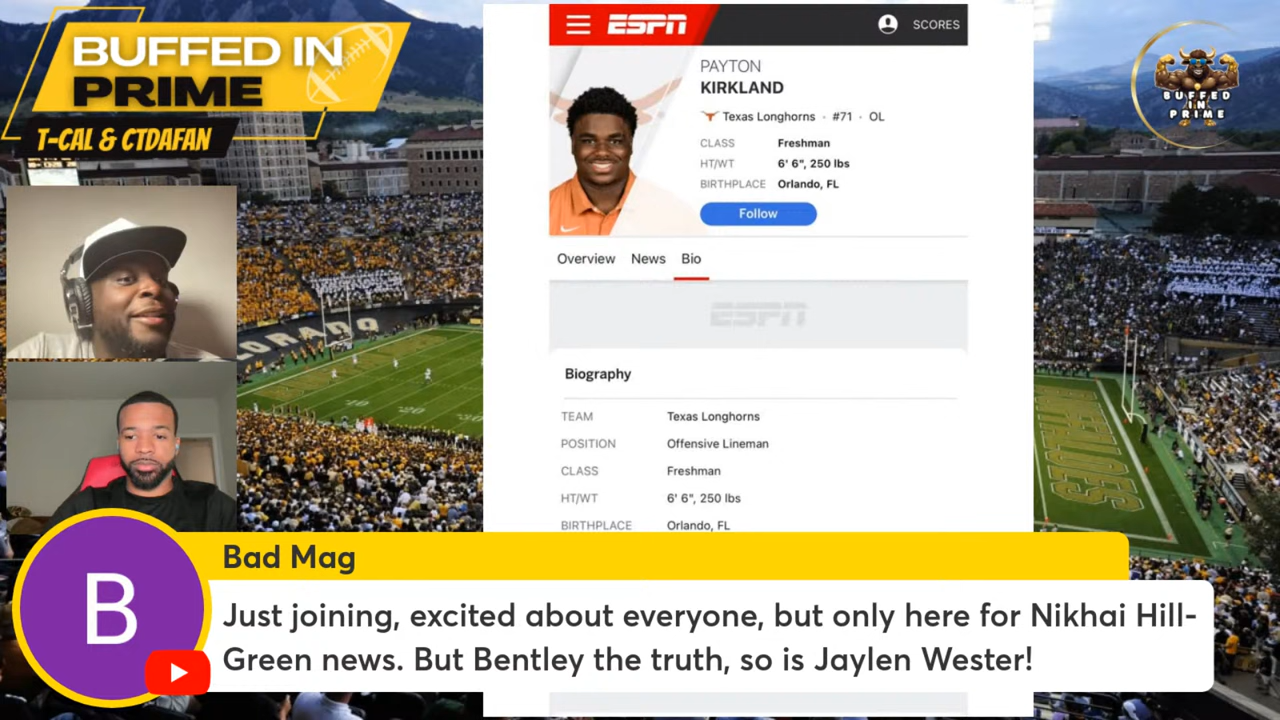 BUFFED IN
PRIME
T-CAL & CTDAFAN
ESPN
SCORES
BUFFED
IN
PRIME
PAYTON
KIRKLAND
Texas Longhorns · #71 · OL
CLASS Freshman
HT/WT 6' 6", 250 lbs
BIRTHPLACE Orlando, FL
Follow
Overview News Bio
ESPN
Biography
TEAM Texas Longhorns
POSITION Offensive Lineman
CLASS Freshman
HT/WT 6' 6", 250 lbs
BIRTHPLACE Orlando, FL
B
Bad Mag
Just joining, excited about everyone, but only here for Nikhai Hill-
Green news. But Bentley the truth, so is Jaylen Wester!